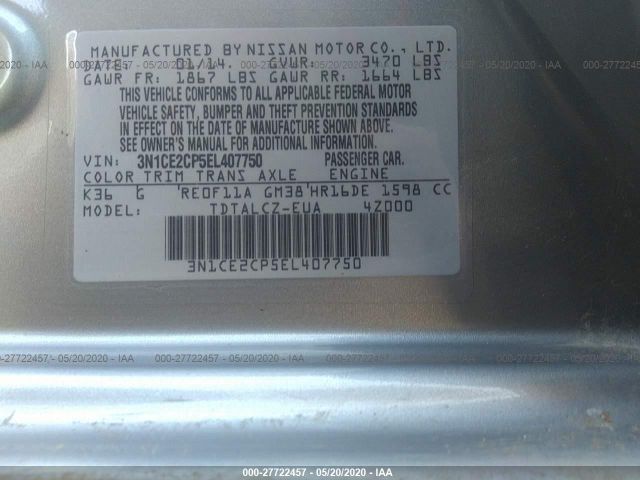 MANUFACTURED BY NISSAN MOTOR CO., LTD.
DATE: 01/14. GVWR: 3470 LBS
GAWR FR: 1867 LBS GAWR RR: 1664 LBS
THIS VEHICLE CONFORMS TO ALL APPLICABLE FEDERAL MOTOR
VEHICLE SAFETY, BUMPER AND THEFT PREVENTION STANDARDS
IN EFFECT ON THE DATE OF MANUFACTURE SHOWN ABOVE.
SEE OWNER'S MANUAL FOR ADDITIONAL INFORMATION.
VIN: 3N1CE2CP5EL407750 PASSENGER CAR.
COLOR TRIM TRANS AXLE ENGINE
K36 G RE0F11A GM38 HR16DE 1598 CC
MODEL: TDTALCZ-EUA 4Z000
3N1CE2CP5EL407750
000-27722457 - 05/20/2020 - IAA